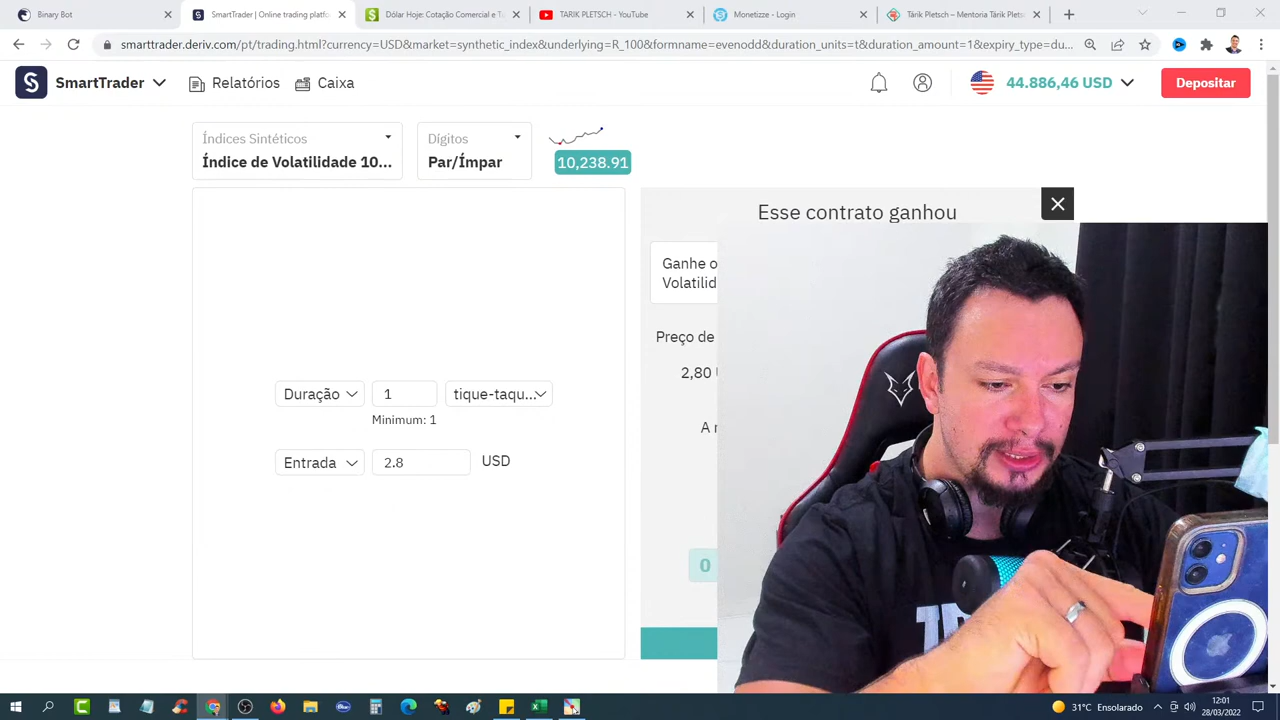 Binary Bot
SmartTrader | Online trading platfo
Dólar Hoje: Cotação Comercial e T
TARIK PLETSCH - YouTube
Monetizze - Login
Tárik Pletsch – Mentoria Tárik Plets
smarttrader.deriv.com/pt/trading.html?currency=USD&market=synthetic_index&underlying=R_100&formname=evenodd&duration_units=t&duration_amount=1&expiry_type=du...
SmartTrader
Relatórios
Caixa
44.886,46 USD
Depositar
Índices Sintéticos
Índice de Volatilidade 10...
Dígitos
Par/Ímpar
10,238.91
Esse contrato ganhou
Ganhe o
Volatilid
Preço de
2,80
A
Duração
1
tique-taqu...
Minimum: 1
Entrada
2.8
USD
0
31°C Ensolarado
12:01
28/03/2022